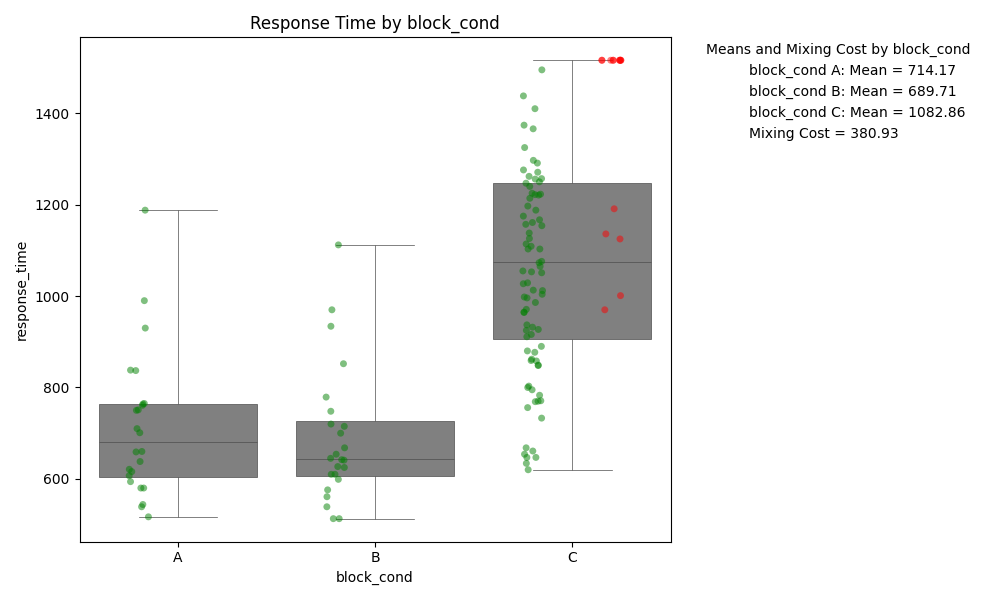 Response Time by block_cond
Means and Mixing Cost by block_cond
block_cond A: Mean = 714.17
block_cond B: Mean = 689.71
block_cond C: Mean = 1082.86
Mixing Cost = 380.93
response_time
1400
1200
1000
800
600
A
B
C
block_cond